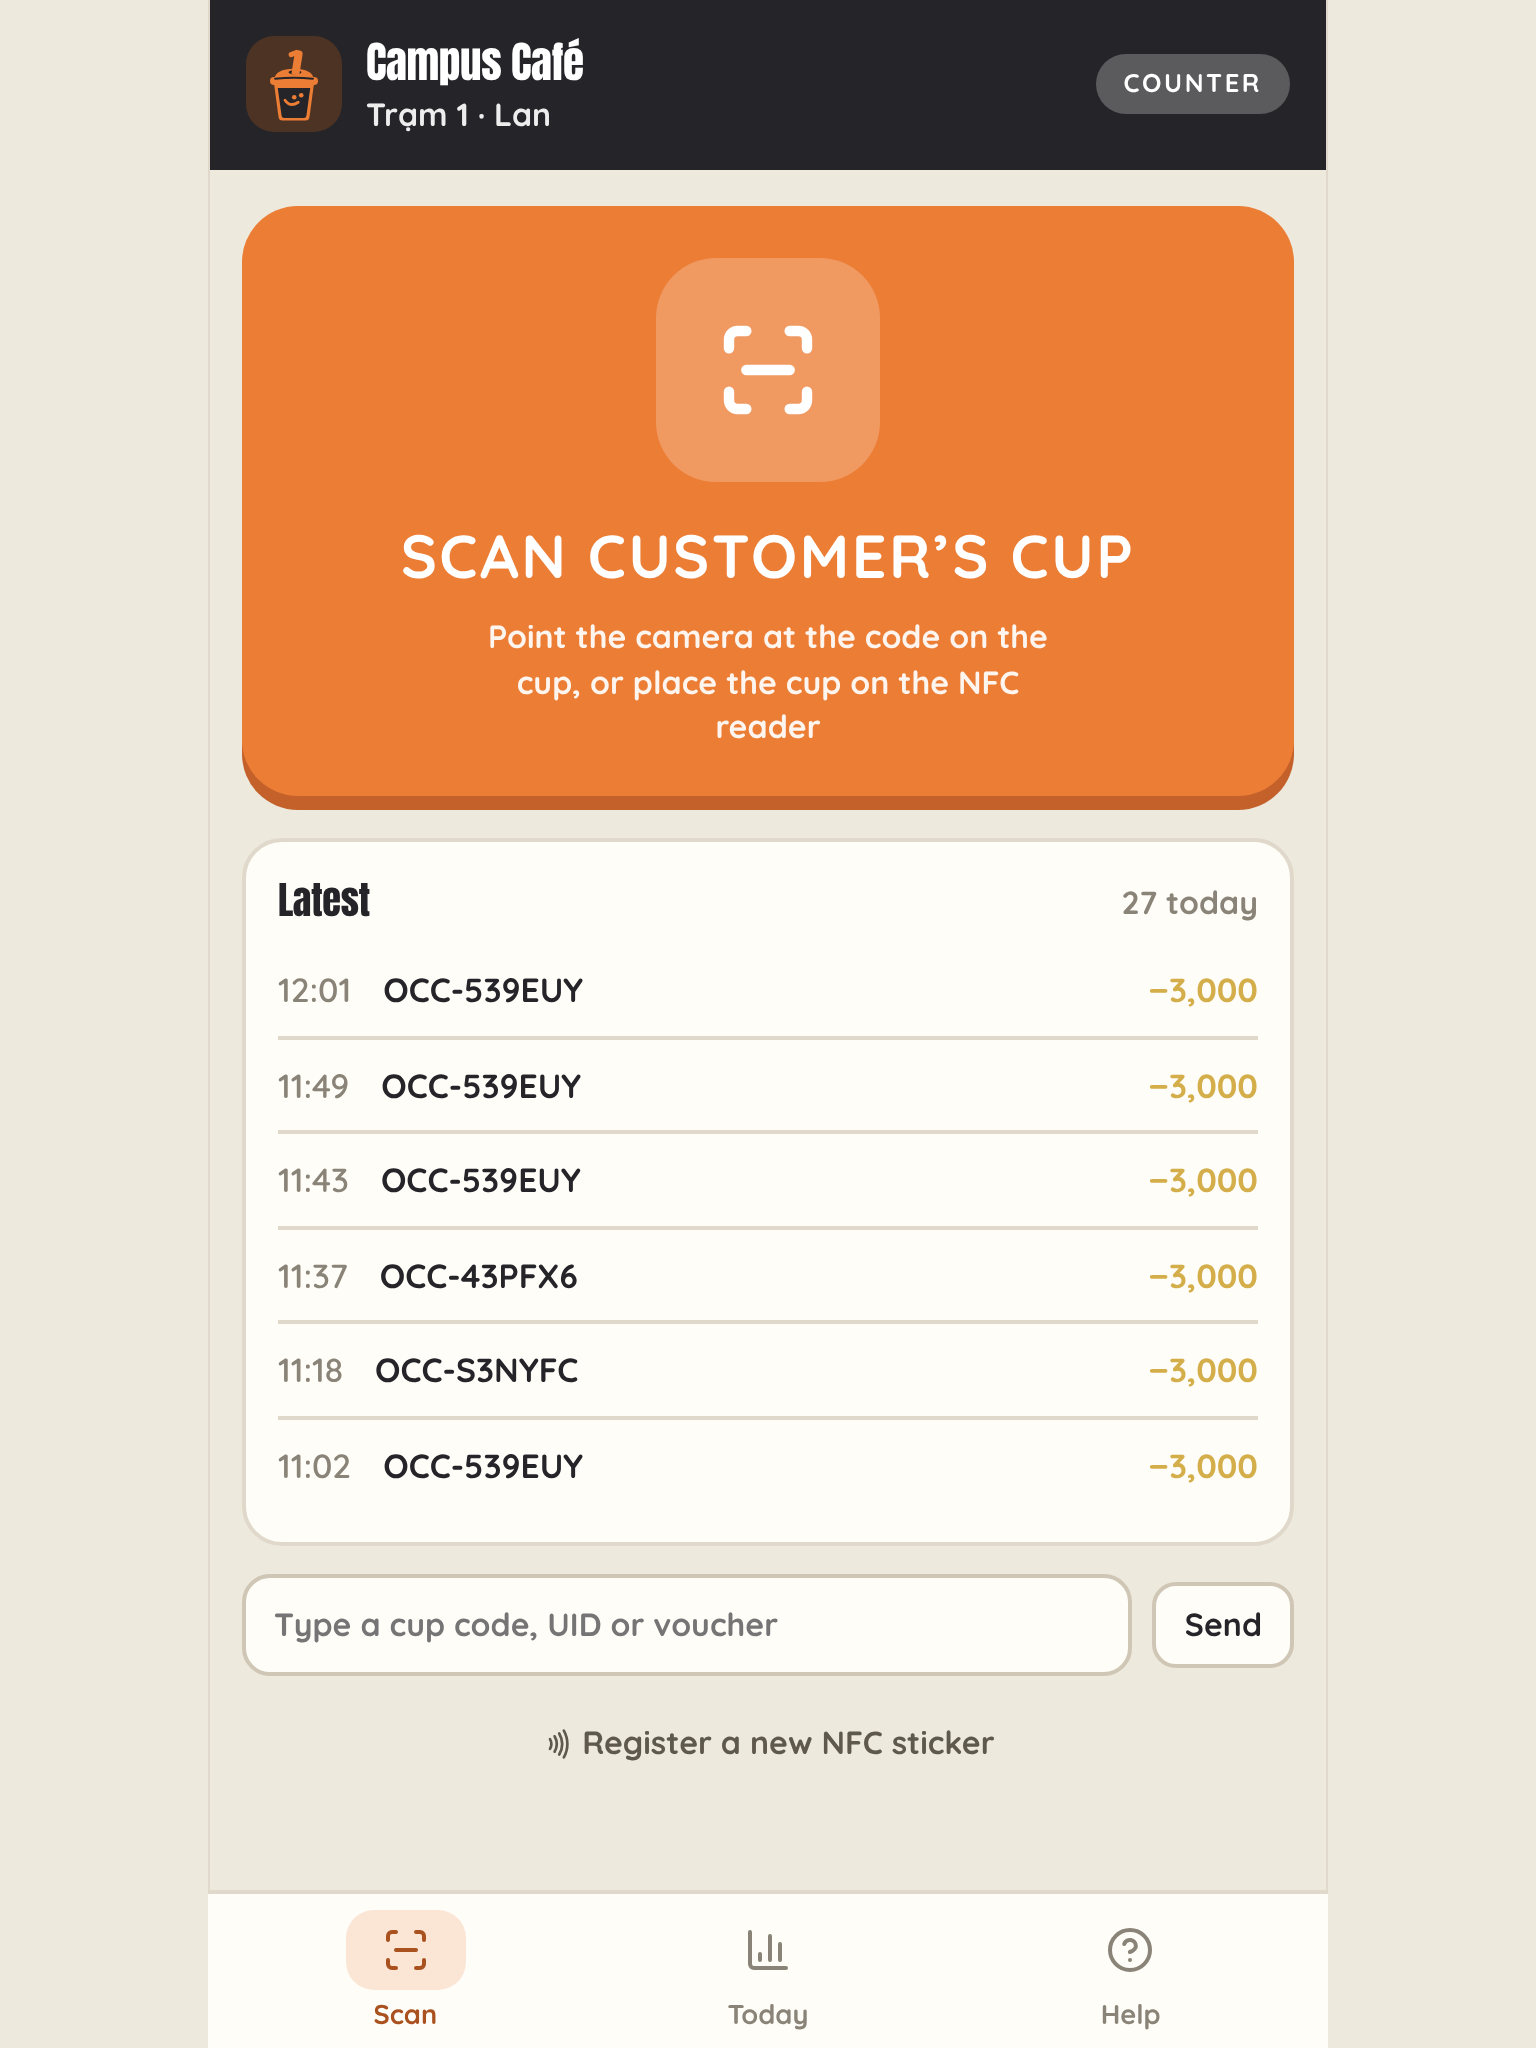 Campus Café
Trạm 1 · Lan
COUNTER
SCAN CUSTOMER’S CUP
Point the camera at the code on the
cup, or place the cup on the NFC
reader
Latest
27 today
12:01 OCC-539EUY −3,000
11:49 OCC-539EUY −3,000
11:43 OCC-539EUY −3,000
11:37 OCC-43PFX6 −3,000
11:18 OCC-S3NYFC −3,000
11:02 OCC-539EUY −3,000
Type a cup code, UID or voucher
Send
Register a new NFC sticker
Scan
Today
Help